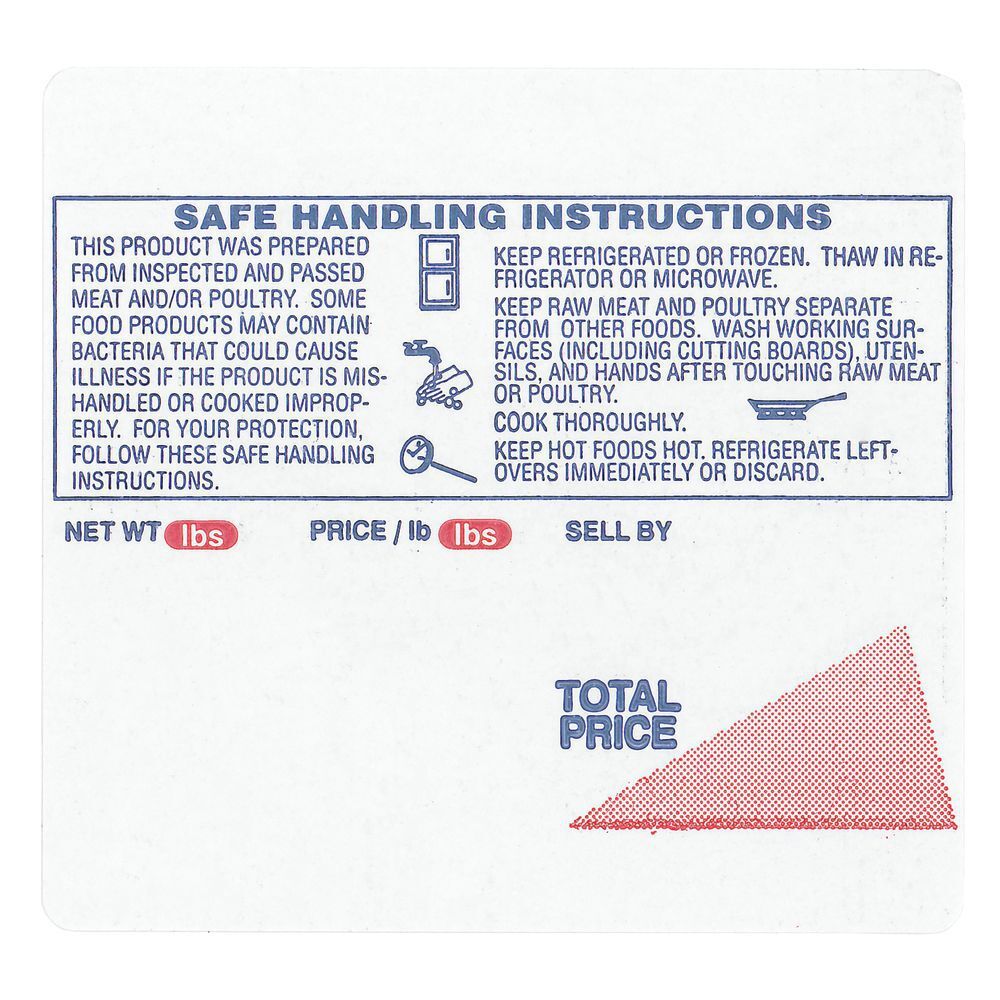 SAFE HANDLING INSTRUCTIONS
THIS PRODUCT WAS PREPARED
FROM INSPECTED AND PASSED
MEAT AND/OR POULTRY. SOME
FOOD PRODUCTS MAY CONTAIN
BACTERIA THAT COULD CAUSE
ILLNESS IF THE PRODUCT IS MIS-
HANDLED OR COOKED IMPROP-
ERLY. FOR YOUR PROTECTION,
FOLLOW THESE SAFE HANDLING
INSTRUCTIONS.
KEEP REFRIGERATED OR FROZEN. THAW IN RE-
FRIGERATOR OR MICROWAVE.
KEEP RAW MEAT AND POULTRY SEPARATE
FROM OTHER FOODS. WASH WORKING SUR-
FACES (INCLUDING CUTTING BOARDS), UTEN-
SILS, AND HANDS AFTER TOUCHING RAW MEAT
OR POULTRY.
COOK THOROUGHLY.
KEEP HOT FOODS HOT. REFRIGERATE LEFT-
OVERS IMMEDIATELY OR DISCARD.
NET WT lbs PRICE / lb lbs SELL BY
TOTAL
PRICE